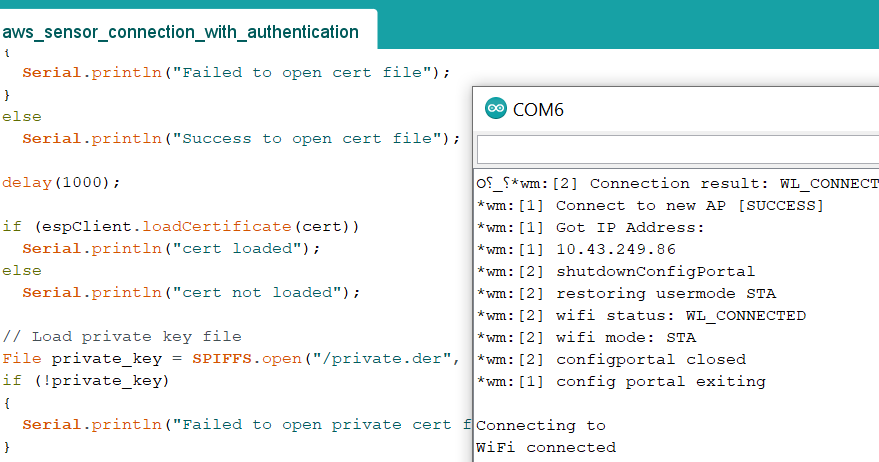 aws_sensor_connection_with_authentication
{
Serial.println("Failed to open cert file");
}
else
Serial.println("Success to open cert file");
delay(1000);
if (espClient.loadCertificate(cert))
Serial.println("cert loaded");
else
Serial.println("cert not loaded");
// Load private key file
File private_key = SPIFFS.open("/private.der",
if (!private_key)
{
Serial.println("Failed to open private cert f
}
COM6
*wm:[2] Connection result: WL_CONNECT
*wm:[1] Connect to new AP [SUCCESS]
*wm:[1] Got IP Address:
*wm:[1] 10.43.249.86
*wm:[2] shutdownConfigPortal
*wm:[2] restoring usermode STA
*wm:[2] wifi status: WL_CONNECTED
*wm:[2] wifi mode: STA
*wm:[2] configportal closed
*wm:[1] config portal exiting
Connecting to
WiFi connected